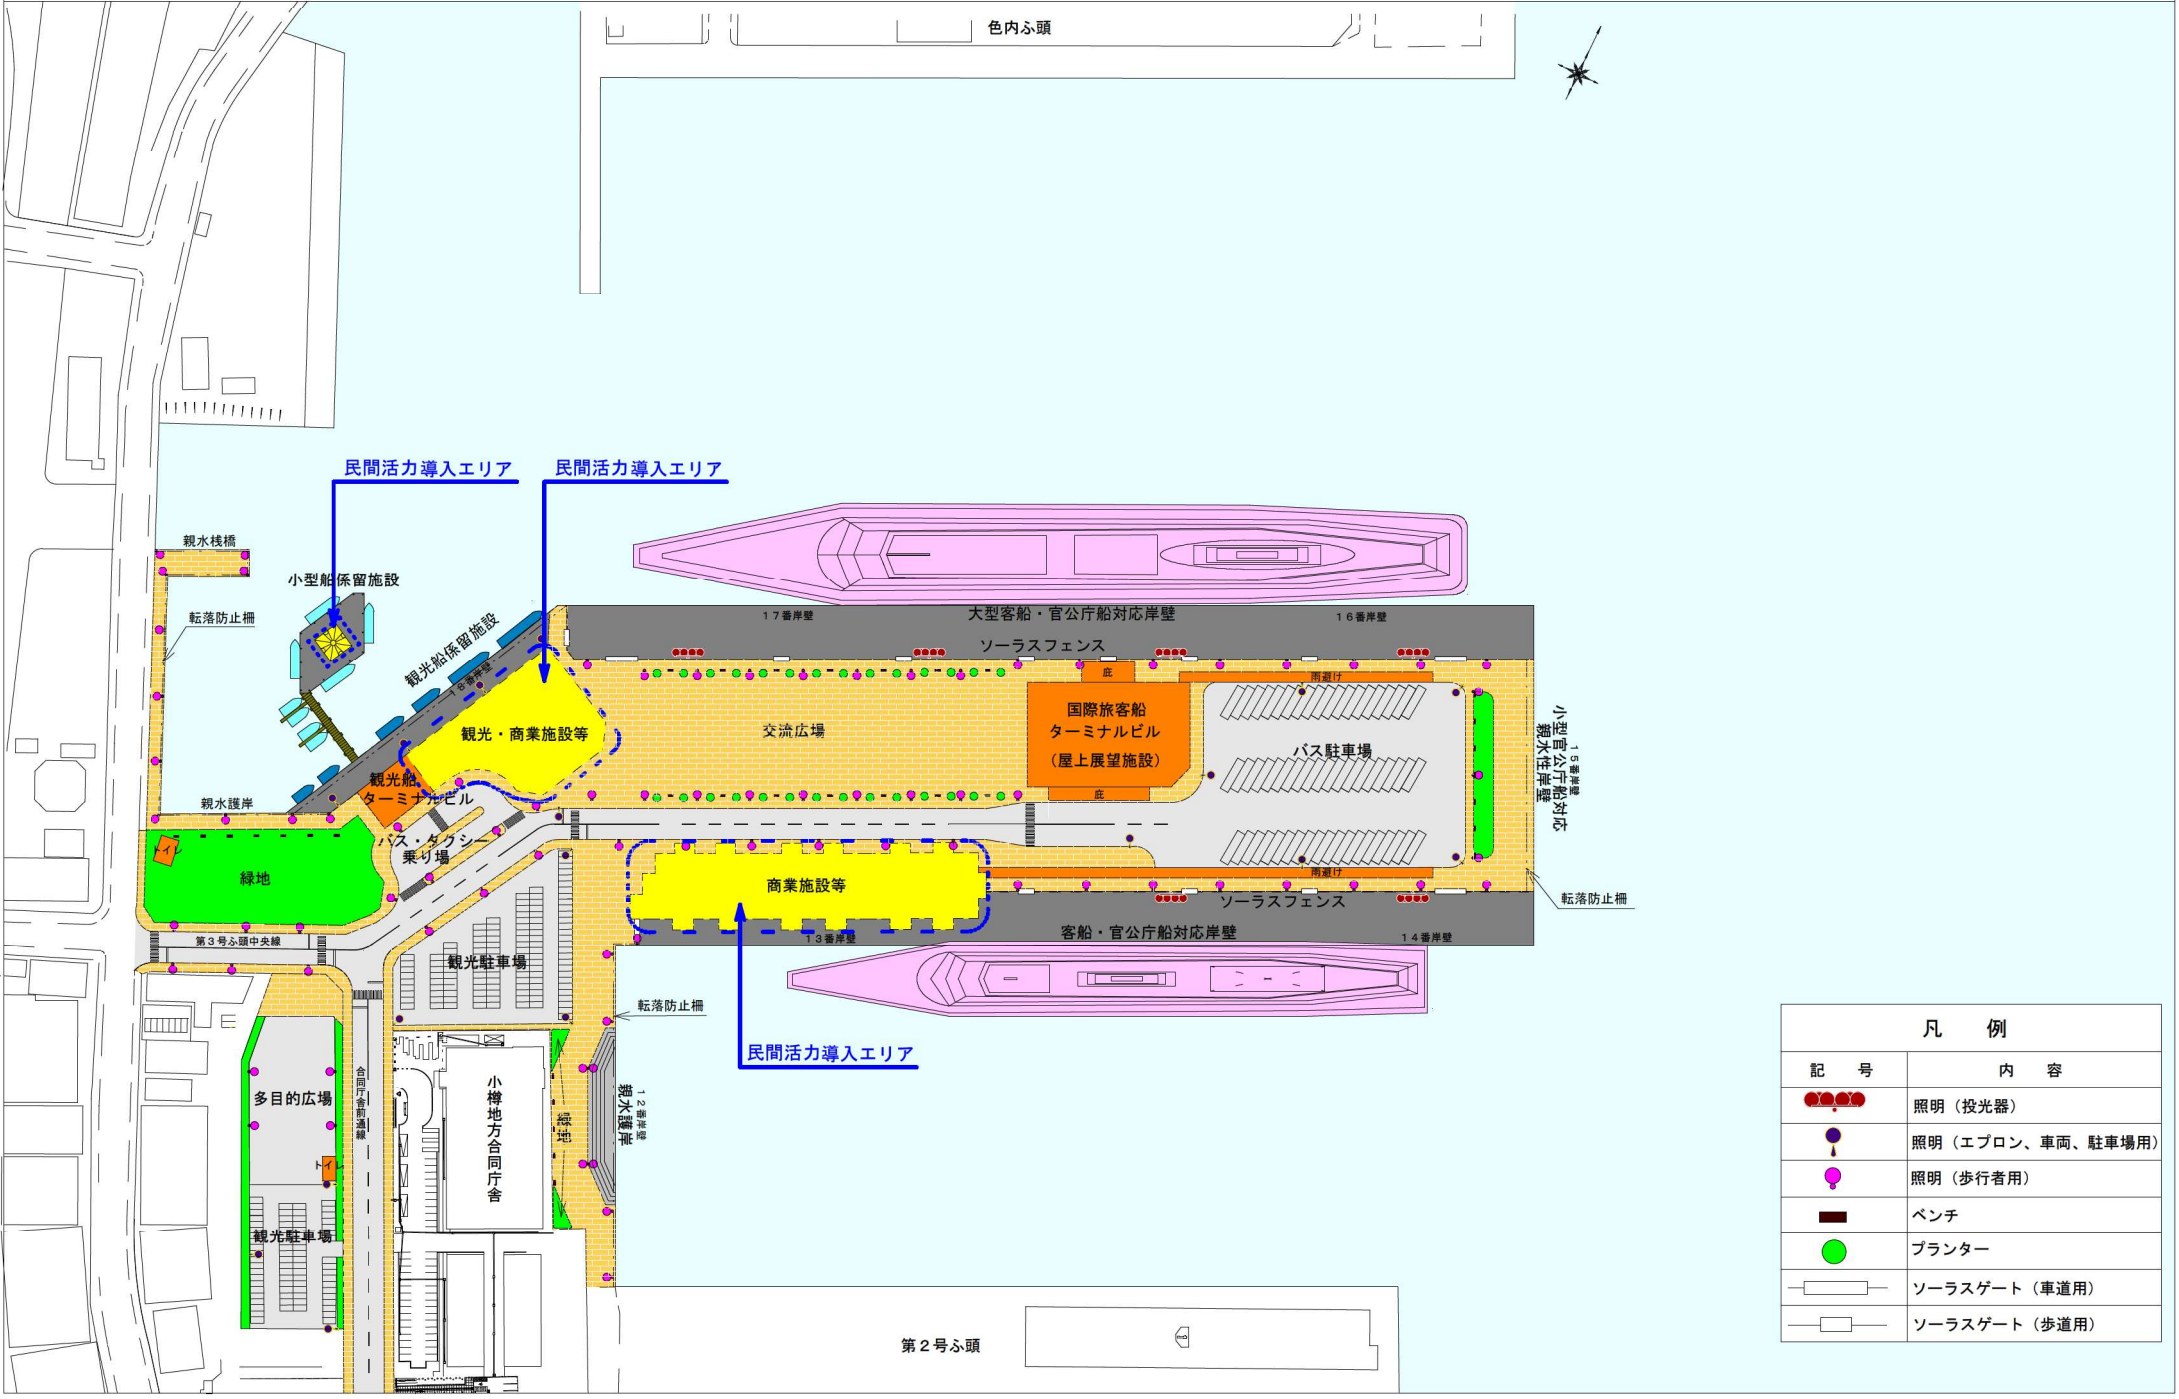 色内ふ頭
民間活力導入エリア
民間活力導入エリア
親水桟橋
小型船係留施設
転落防止柵
観光船係留施設
18番岸壁
17番岸壁
大型客船・官公庁船対応岸壁
16番岸壁
ソーラスフェンス
庇
雨避け
国際旅客船
ターミナルビル
(屋上展望施設)
観光・商業施設等
交流広場
バス駐車場
15番岸壁
小型官公庁船対応
親水性岸壁
観光船
ターミナルビル
親水護岸
庇
バス・タクシー
乗り場
トイレ
緑地
商業施設等
雨避け
ソーラスフェンス
転落防止柵
第3号ふ頭中央線
13番岸壁
客船・官公庁船対応岸壁
14番岸壁
観光駐車場
転落防止柵
民間活力導入エリア
多目的広場
合同庁舎前通線
小樽地方合同庁舎
12番岸壁
親水護岸
トイレ
観光駐車場
第2号ふ頭
凡 例
記 号
内 容
照明(投光器)
照明(エプロン、車両、駐車場用)
照明(歩行者用)
ベンチ
プランター
ソーラスゲート(車道用)
ソーラスゲート(歩道用)